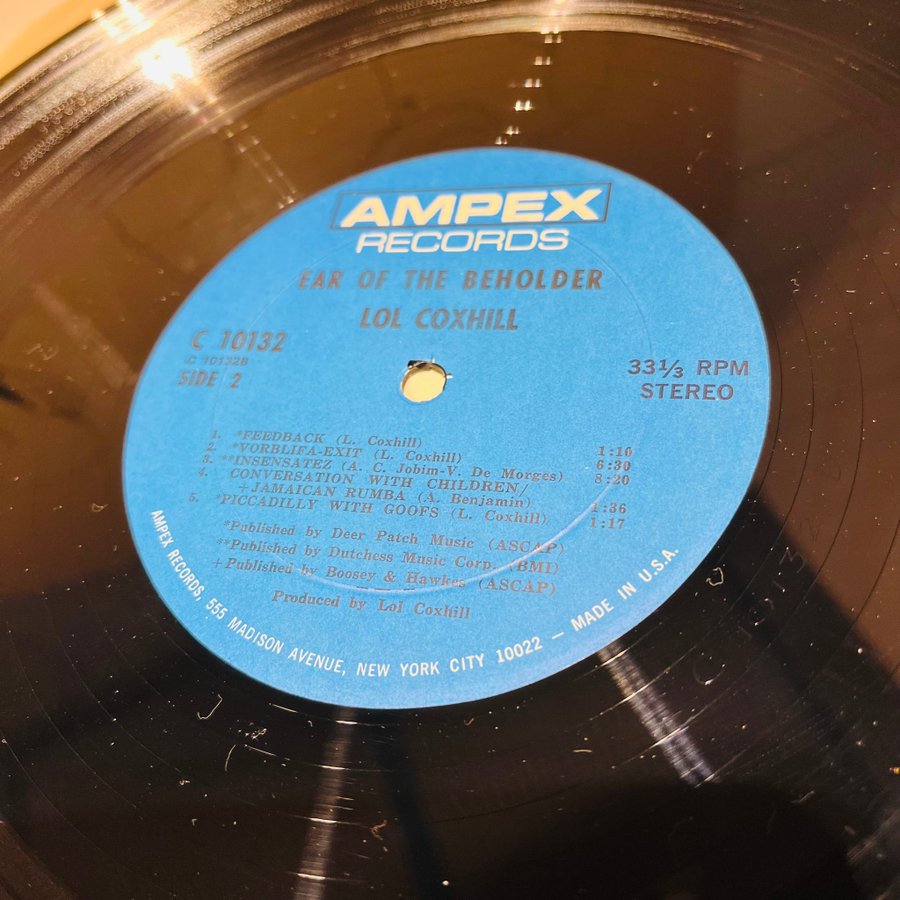 AMPEX
RECORDS
EAR OF THE BEHOLDER
LOL COXHILL
C 10132
C 10132B
SIDE 2
33⅓ RPM
STEREO
1. *FEEDBACK (L. Coxhill) 1:10
2. *VORBLIFA-EXIT (L. Coxhill) 6:30
3. **INSENSATEZ (A. C. Jobim-V. De Morges) 8:20
4. CONVERSATION WITH CHILDREN/
+JAMAICAN RUMBA (A. Benjamin) 1:36
5. *PICCADILLY WITH GOOFS (L. Coxhill) 1:17
*Published by Deer Patch Music (ASCAP)
**Published by Dutchess Music Corp. (BMI)
+Published by Boosey & Hawkes (ASCAP)
Produced by Lol Coxhill
AMPEX RECORDS, 555 MADISON AVENUE, NEW YORK CITY 10022 — MADE IN U.S.A.